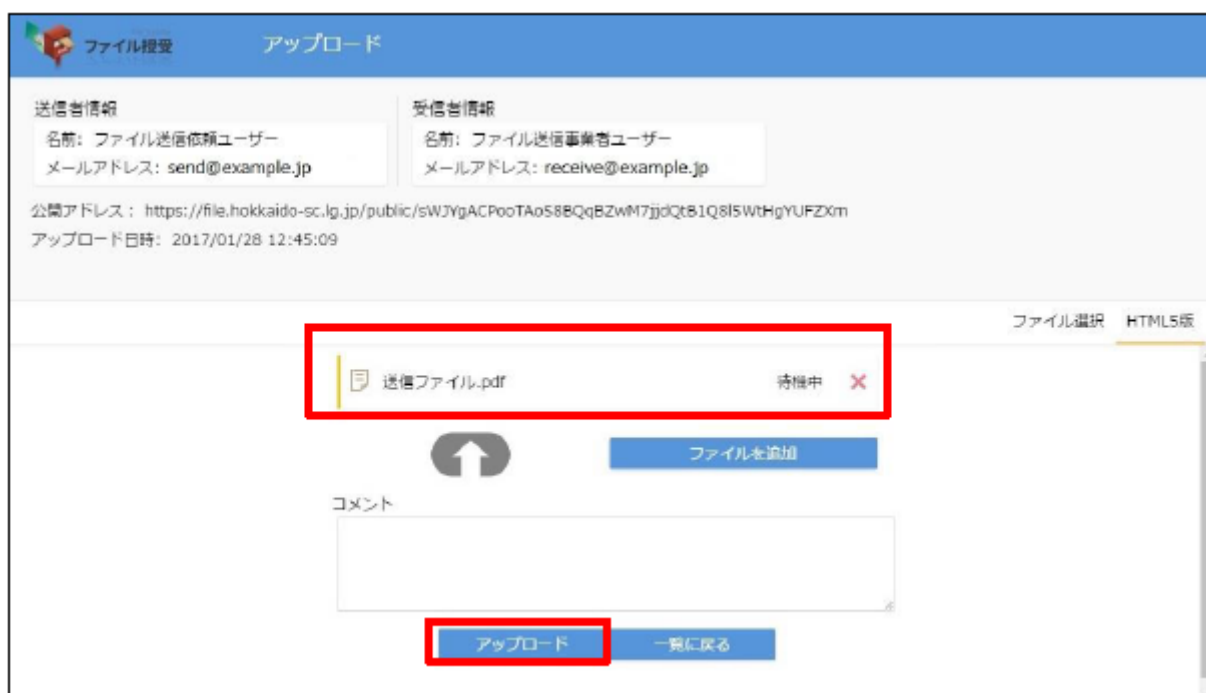 ファイル授受
アップロード
送信者情報
名前: ファイル送信依頼ユーザー
メールアドレス: send@example.jp
受信者情報
名前: ファイル送信事業者ユーザー
メールアドレス: receive@example.jp
公開アドレス: https://file.hokkaido-sc.lg.jp/public/sWJYgACPooTAoS8BQqBZwM7jjdQtB1Q8l5WtHgYUFZXm
アップロード日時: 2017/01/28 12:45:09
ファイル選択 HTML5版
送信ファイル.pdf 待機中
ファイルを追加
コメント
アップロード 一覧に戻る